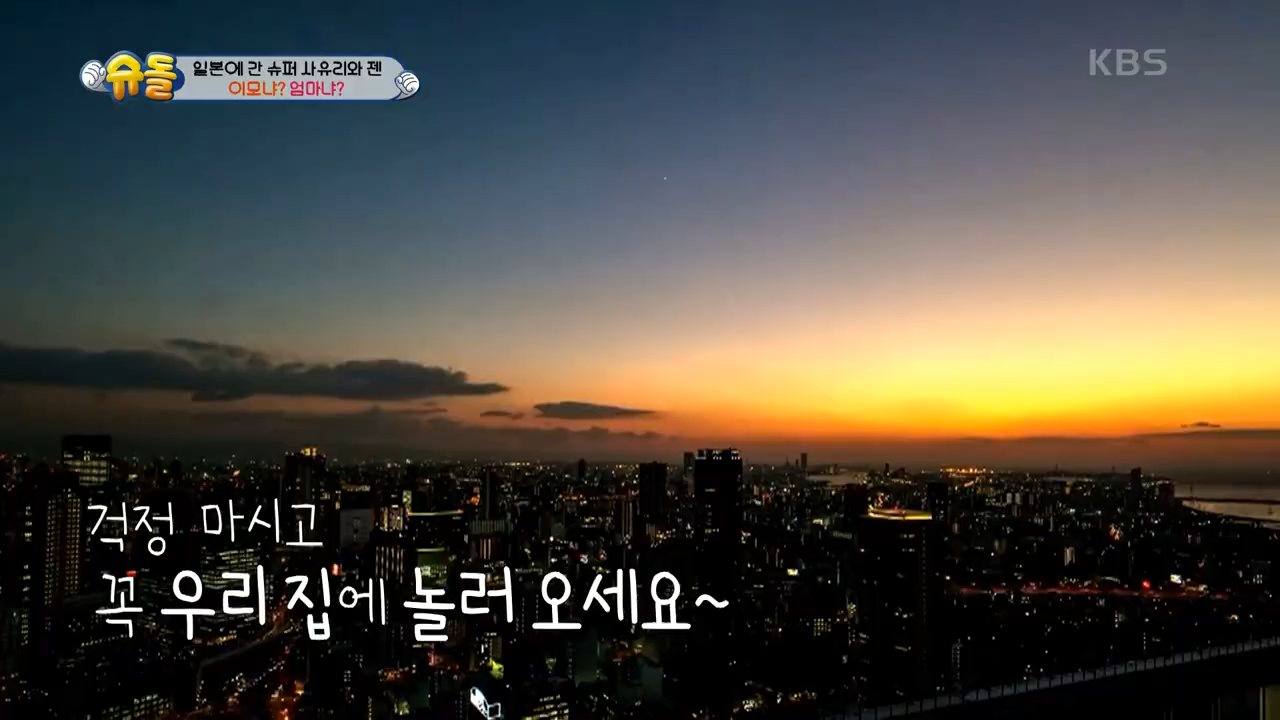 슈돌
일본에 간 슈퍼 사유리와 젠
이모냐? 엄마냐?
KBS
걱정 마시고
꼭 우리 집에 놀러 오세요~